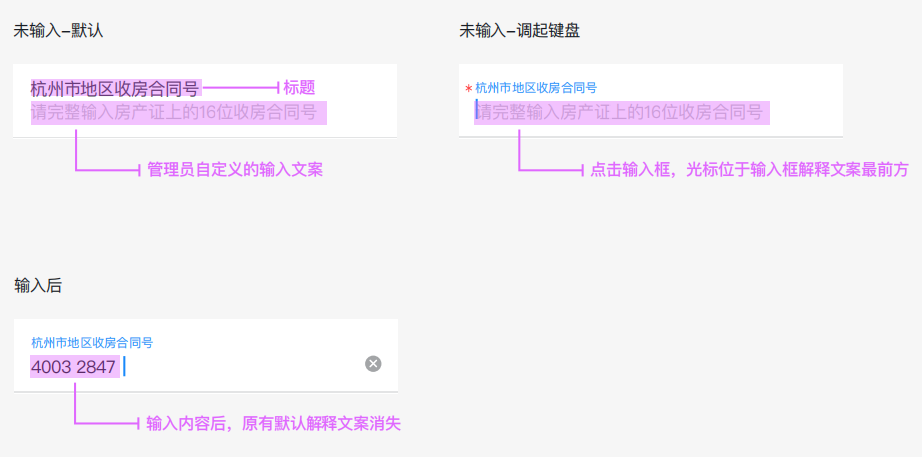 未输入-默认
杭州市地区收房合同号
标题
请完整输入房产证上的16位收房合同号
管理员自定义的输入文案
未输入-调起键盘
*杭州市地区收房合同号
请完整输入房产证上的16位收房合同号
点击输入框，光标位于输入框解释文案最前方
输入后
杭州市地区收房合同号
4003 2847
输入内容后，原有默认解释文案消失